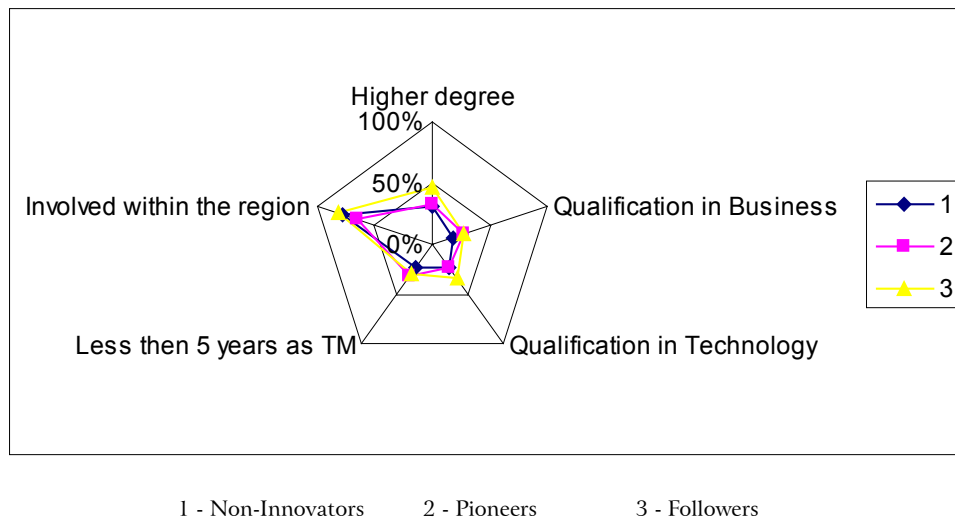 Higher degree
100%
50%
Involved within the region
Qualification in Business
0%
Less then 5 years as TM
Qualification in Technology
1
2
3
1 - Non-Innovators 2 - Pioneers 3 - Followers